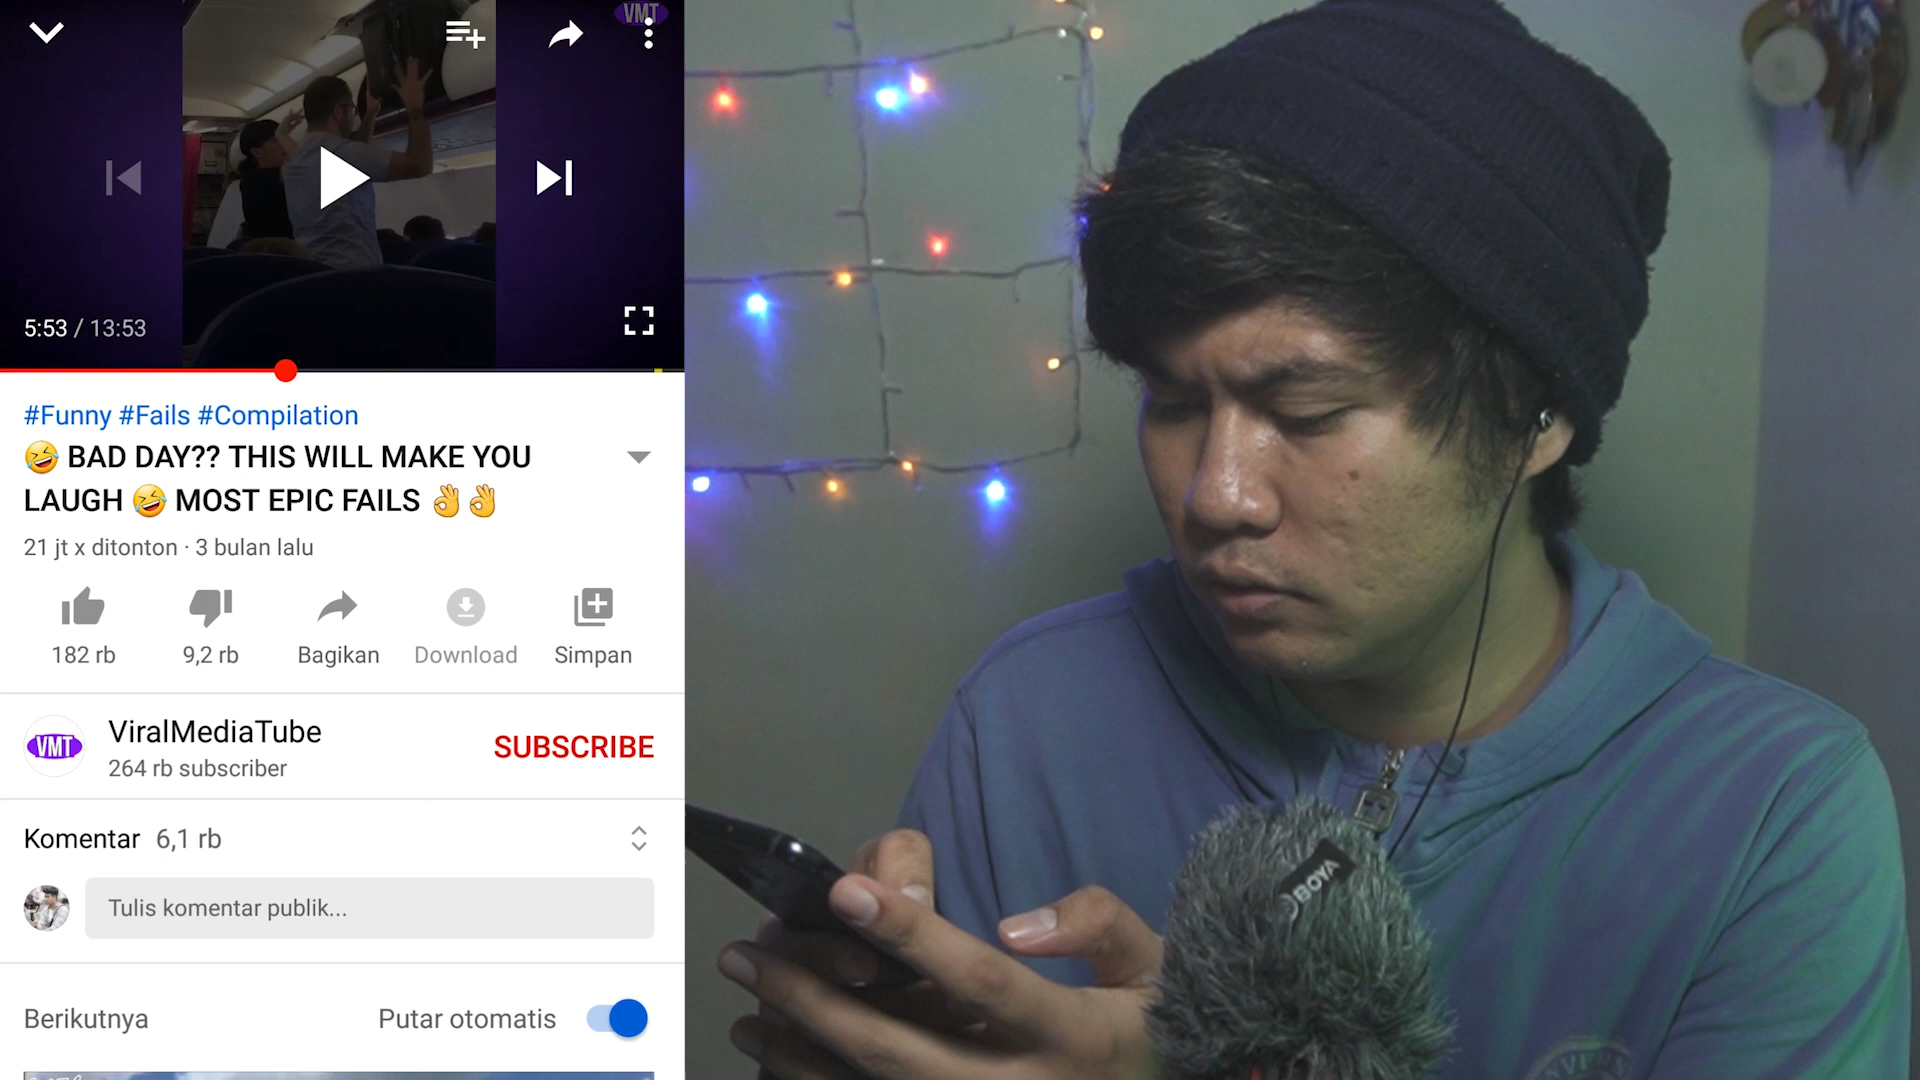 VMT
5:53 / 13:53
#Funny #Fails #Compilation
🤣 BAD DAY?? THIS WILL MAKE YOU
LAUGH 🤣 MOST EPIC FAILS 👌👌
21 jt x ditonton · 3 bulan lalu
182 rb
9,2 rb
Bagikan
Download
Simpan
VMT
ViralMediaTube
264 rb subscriber
SUBSCRIBE
Komentar 6,1 rb
Tulis komentar publik...
Berikutnya
Putar otomatis
BOYA